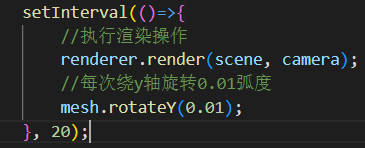 setInterval(()=>{
//执行渲染操作
renderer.render(scene, camera);
//每次绕y轴旋转0.01弧度
mesh.rotateY(0.01);
}, 20);